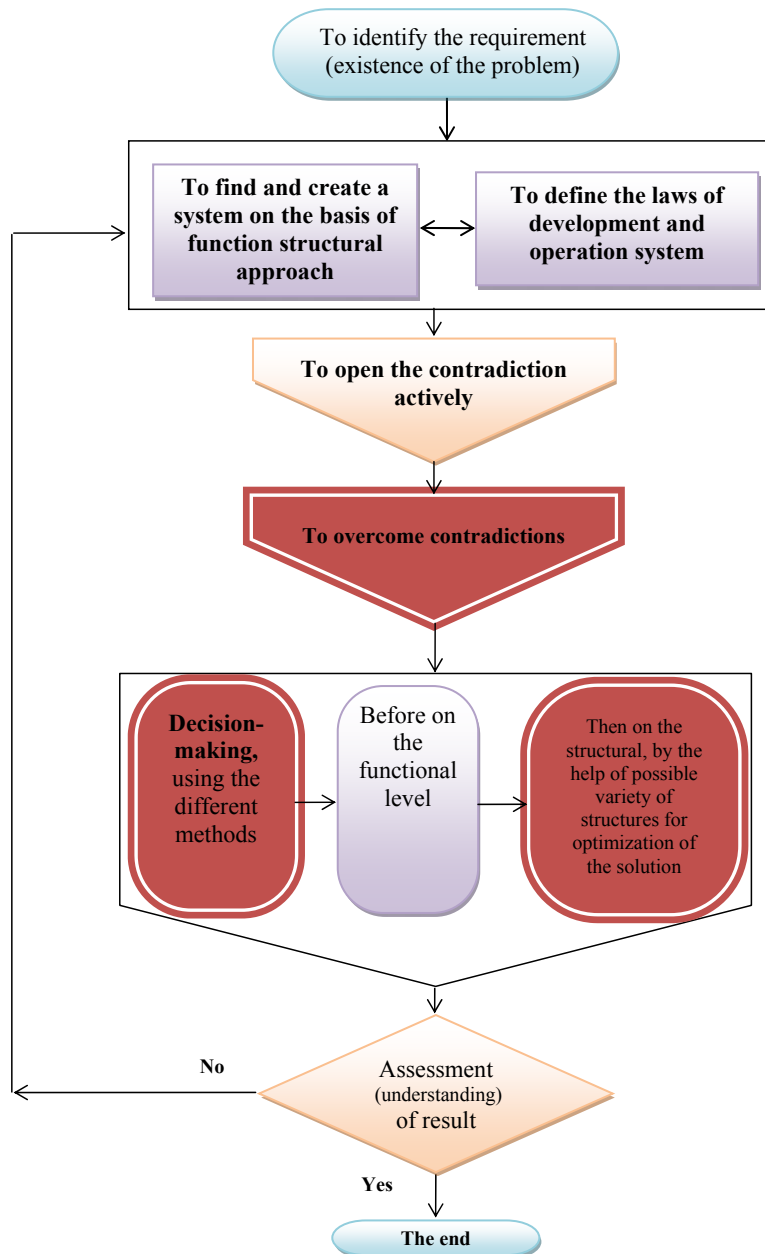 To identify the requirement
(existence of the problem)
To find and create a
system on the basis of
function structural
approach
To define the laws of
development and
operation system
To open the contradiction
actively
To overcome contradictions
Decision-
making,
using the
different
methods
Before on
the
functional
level
Then on the
structural, by the
help of possible
variety of
structures for
optimization of
the solution
Assessment
(understanding)
of result
No
Yes
The end